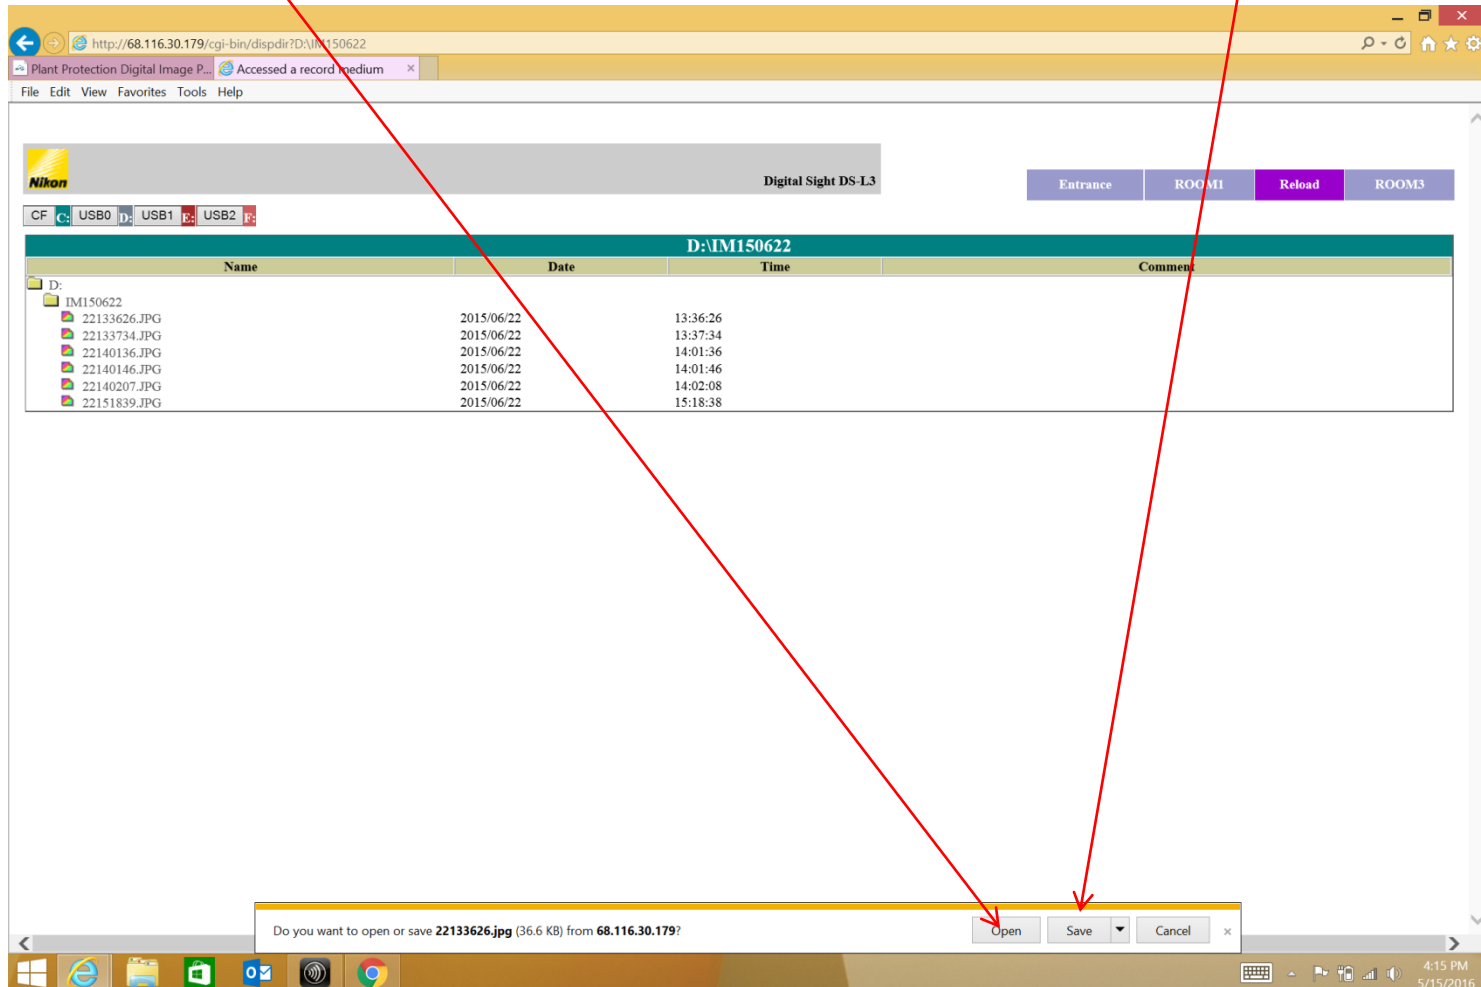 http://68.116.30.179/cgi-bin/dispdir?D:\IM150622
Plant Protection Digital Image P... Accessed a record medium
File Edit View Favorites Tools Help
Nikon
Digital Sight DS-L3
Entrance ROOM1 Reload ROOM3
CF C: USB0 D: USB1 E: USB2 F:
D:\IM150622
Name Date Time Comment
D:
IM150622
22133626.JPG 2015/06/22 13:36:26
22133734.JPG 2015/06/22 13:37:34
22140136.JPG 2015/06/22 14:01:36
22140146.JPG 2015/06/22 14:01:46
22140207.JPG 2015/06/22 14:02:08
22151839.JPG 2015/06/22 15:18:38
Do you want to open or save 22133626.jpg (36.6 KB) from 68.116.30.179?
Open Save Cancel
4:15 PM
5/15/2016